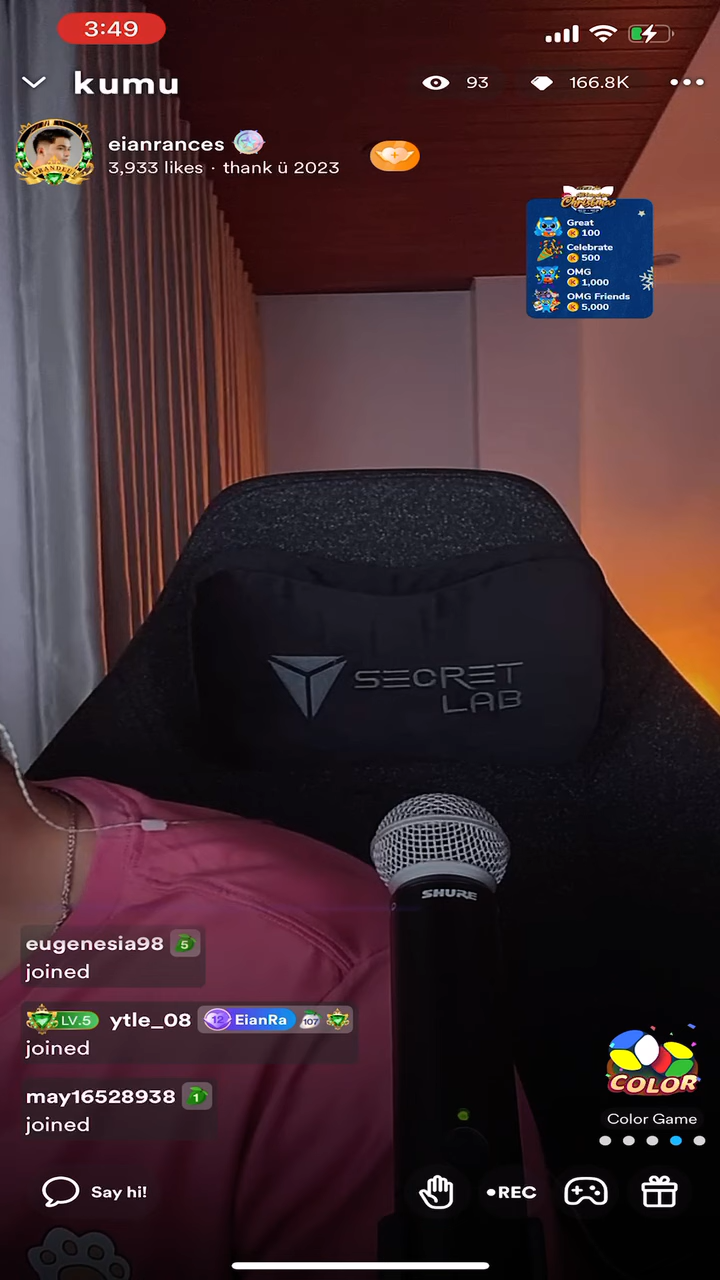 3:49
kumu
93
166.8K
eianrances
3,933 likes · thank ü 2023
GRANDEUR
Christmas
Great
100
Celebrate
500
OMG
1,000
OMG Friends
5,000
SECRET
LAB
SHURE
eugenesia98 5
joined
LV.5 ytle_08 12 EianRa 107
joined
may16528938 1
joined
COLOR
Color Game
Say hi!
•REC